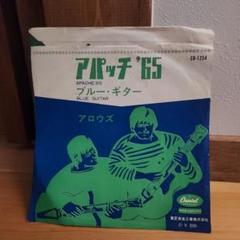 アパッチ '65
CR-1254
APACHE '65
ブルー・ギター
BLUE GUITAR
アロウズ
Capitol
東芝音楽工業株式会社